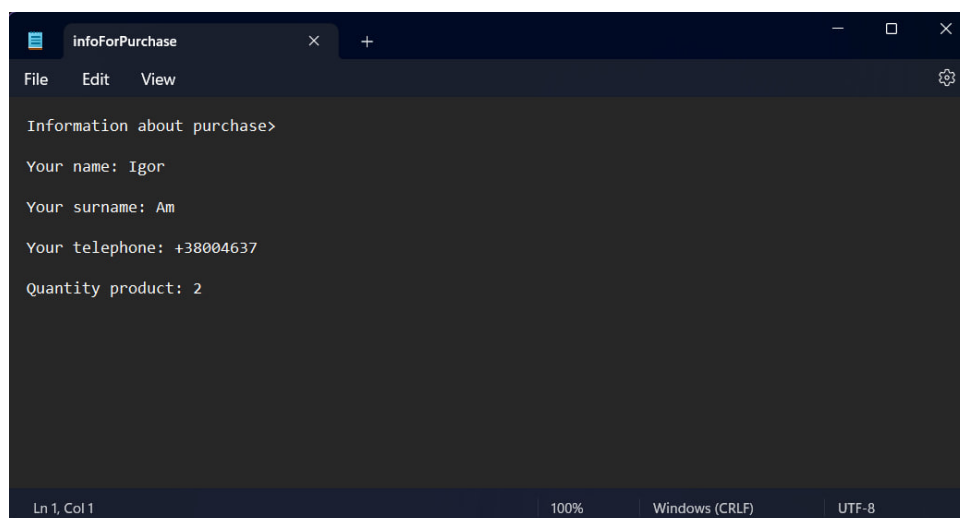 infoForPurchase
File Edit View
Information about purchase>
Your name: Igor
Your surname: Am
Your telephone: +38004637
Quantity product: 2
Ln 1, Col 1 100% Windows (CRLF) UTF-8